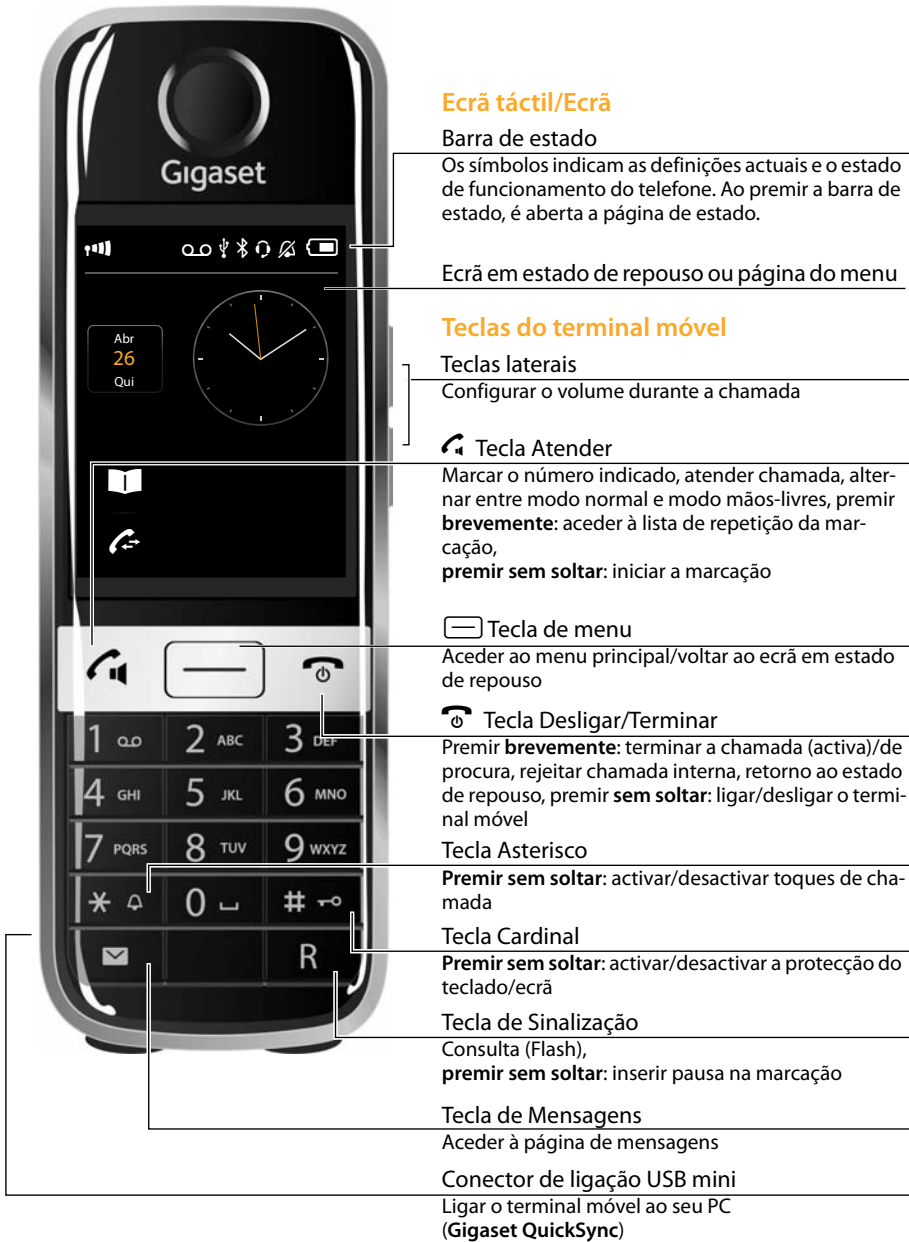 Gigaset
Abr
26
Qui
1
2 ABC
3 DEF
4 GHI
5 JKL
6 MNO
7 PQRS
8 TUV
9 WXYZ
* 0 #
R
Ecrã táctil/Ecrã
Barra de estado
Os símbolos indicam as definições actuais e o estado
de funcionamento do telefone. Ao premir a barra de
estado, é aberta a página de estado.
Ecrã em estado de repouso ou página do menu
Teclas do terminal móvel
Teclas laterais
Configurar o volume durante a chamada
Tecla Atender
Marcar o número indicado, atender chamada, alter-
nar entre modo normal e modo mãos-livres, premir
brevemente: aceder à lista de repetição da mar-
cação,
premir sem soltar: iniciar a marcação
Tecla de menu
Aceder ao menu principal/voltar ao ecrã em estado
de repouso
Tecla Desligar/Terminar
Premir brevemente: terminar a chamada (activa)/de
procura, rejeitar chamada interna, retorno ao estado
de repouso, premir sem soltar: ligar/desligar o termi-
nal móvel
Tecla Asterisco
Premir sem soltar: activar/desactivar toques de cha-
mada
Tecla Cardinal
Premir sem soltar: activar/desactivar a protecção do
teclado/ecrã
Tecla de Sinalização
Consulta (Flash),
premir sem soltar: inserir pausa na marcação
Tecla de Mensagens
Aceder à página de mensagens
Conector de ligação USB mini
Ligar o terminal móvel ao seu PC
(Gigaset QuickSync)